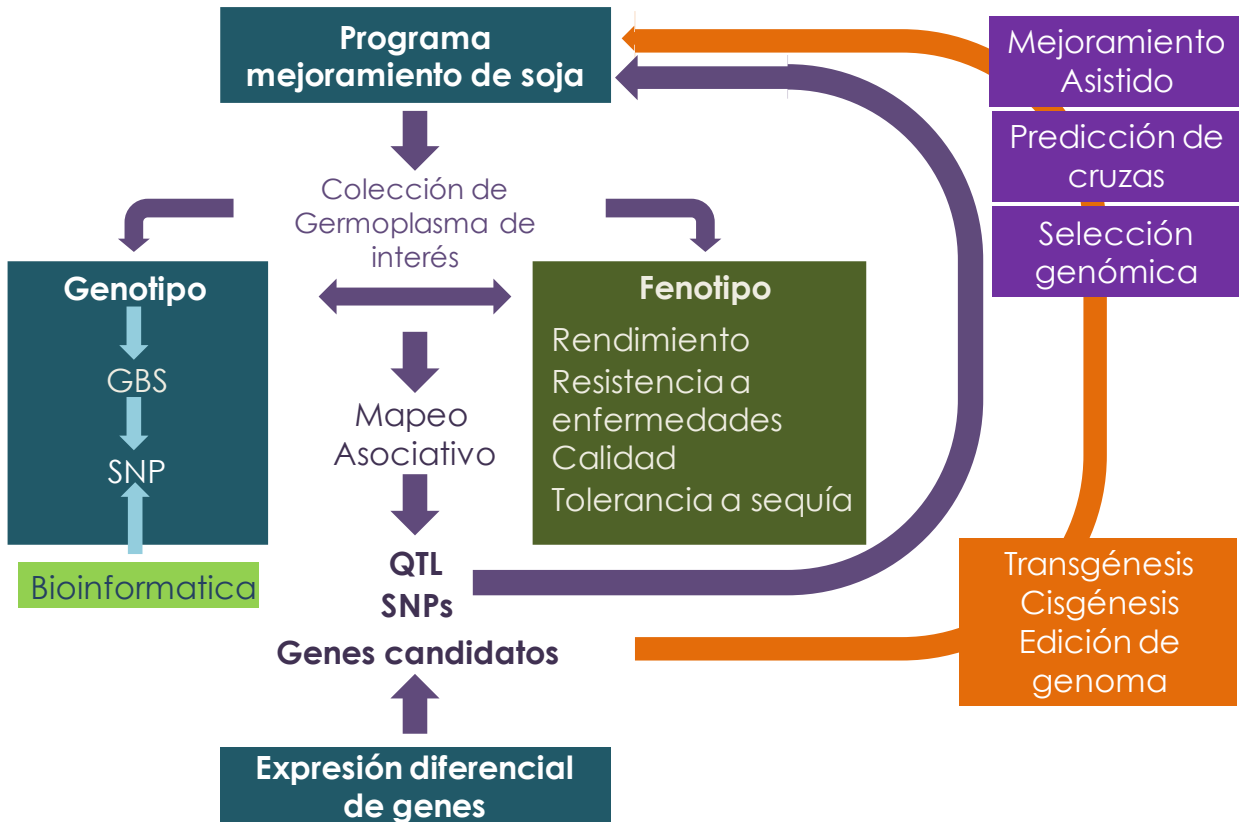 Programa
mejoramiento de soja
Colección de
Germoplasma de
interés
Genotipo
GBS
SNP
Bioinformatica
Fenotipo
Rendimiento
Resistencia a
enfermedades
Calidad
Tolerancia a sequía
Mapeo
Asociativo
QTL
SNPs
Genes candidatos
Expresión diferencial
de genes
Mejoramiento
Asistido
Predicción de
cruzas
Selección
genómica
Transgénesis
Cisgénesis
Edición de
genoma